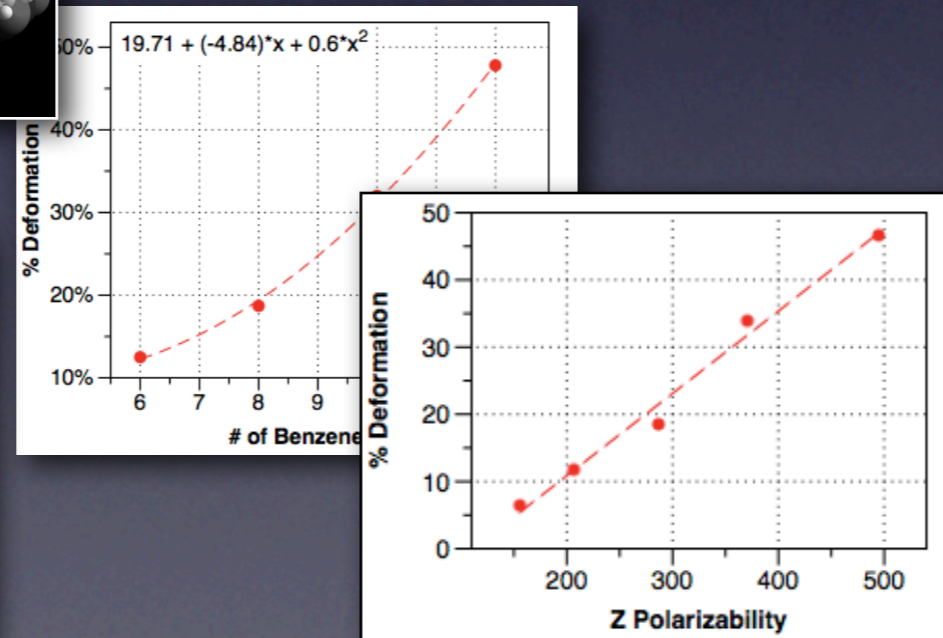 19.71 + (-4.84)*x + 0.6*x²
40%
30%
20%
10%
% Deformation
6 7 8 9
# of Benzene
50
40
30
20
10
0
% Deformation
200 300 400 500
Z Polarizability